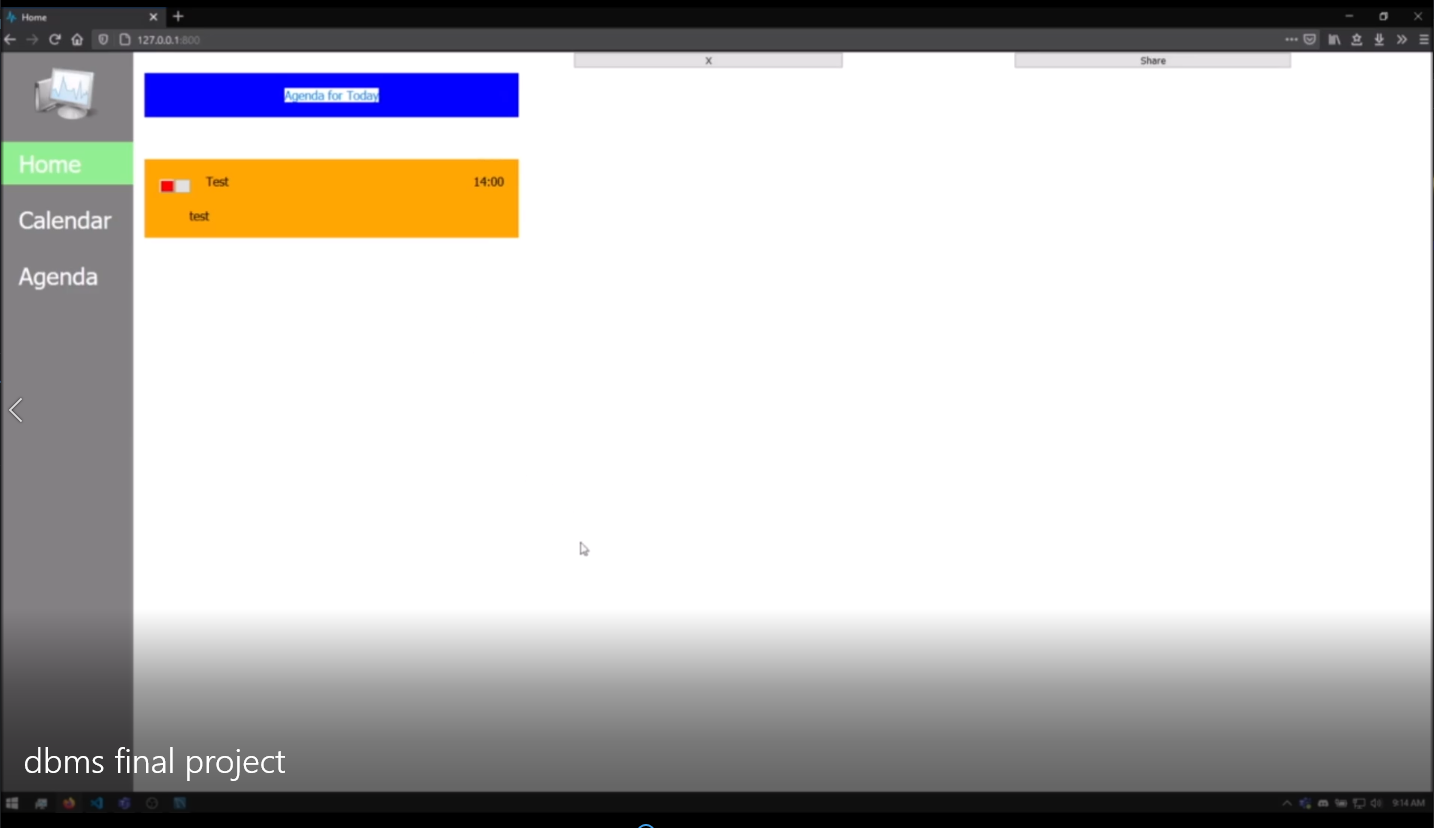 Home
127.0.0.1:800
X
Share
Agenda for Today
Home
Test
14:00
test
Calendar
Agenda
dbms final project
9:14 AM